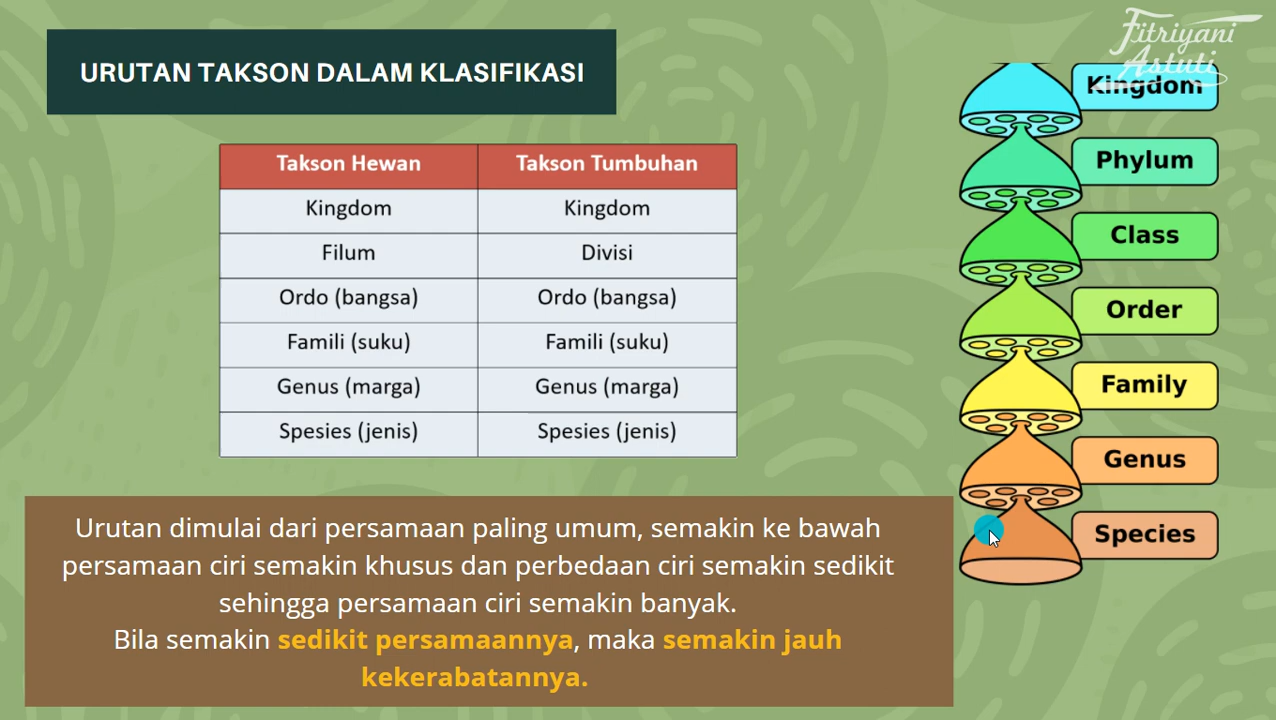 Fitriyani
Astuti
URUTAN TAKSON DALAM KLASIFIKASI
Takson Hewan Takson Tumbuhan
Kingdom Kingdom
Filum Divisi
Ordo (bangsa) Ordo (bangsa)
Famili (suku) Famili (suku)
Genus (marga) Genus (marga)
Spesies (jenis) Spesies (jenis)
Kingdom
Phylum
Class
Order
Family
Genus
Species
Urutan dimulai dari persamaan paling umum, semakin ke bawah
persamaan ciri semakin khusus dan perbedaan ciri semakin sedikit
sehingga persamaan ciri semakin banyak.
Bila semakin sedikit persamaannya, maka semakin jauh
kekerabatannya.